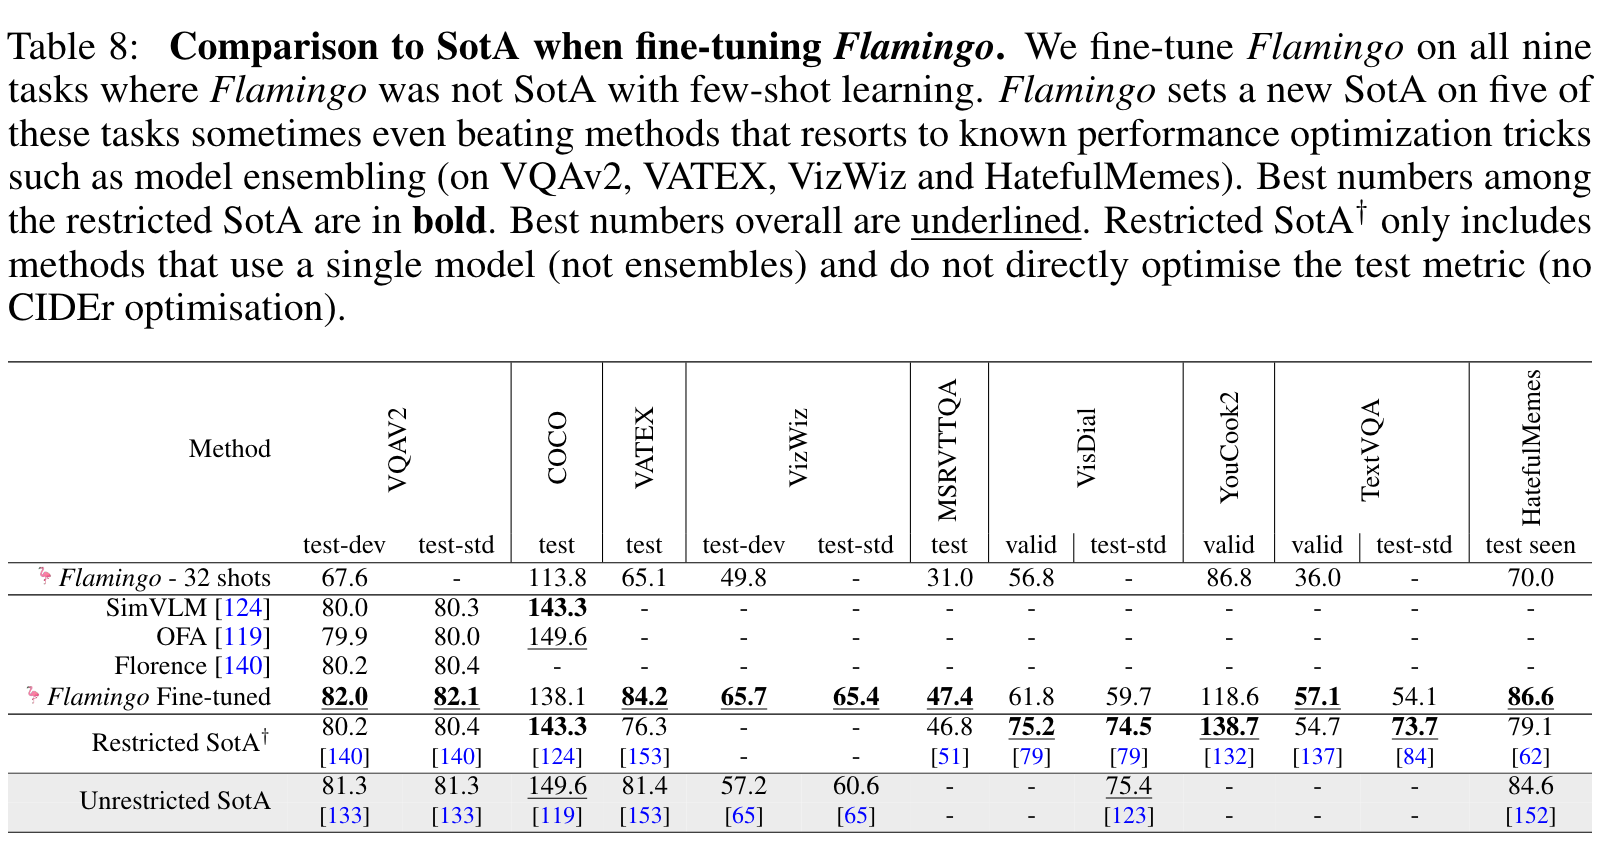 Table 8: Comparison to SotA when fine-tuning Flamingo. We fine-tune Flamingo on all nine
tasks where Flamingo was not SotA with few-shot learning. Flamingo sets a new SotA on five of
these tasks sometimes even beating methods that resorts to known performance optimization tricks
such as model ensembling (on VQAv2, VATEX, VizWiz and HatefulMemes). Best numbers among
the restricted SotA are in bold. Best numbers overall are underlined. Restricted SotA† only includes
methods that use a single model (not ensembles) and do not directly optimise the test metric (no
CIDEr optimisation).
Method VQAV2 COCO VATEX VizWiz MSRVTTQA VisDial YouCook2 TextVQA HatefulMemes
test-dev test-std test test test-dev test-std test valid test-std valid valid test-std test seen
🦩 Flamingo - 32 shots 67.6 - 113.8 65.1 49.8 - 31.0 56.8 - 86.8 36.0 - 70.0
SimVLM [124] 80.0 80.3 143.3 - - - - - - - - - -
OFA [119] 79.9 80.0 149.6 - - - - - - - - - -
Florence [140] 80.2 80.4 - - - - - - - - - - -
🦩 Flamingo Fine-tuned 82.0 82.1 138.1 84.2 65.7 65.4 47.4 61.8 59.7 118.6 57.1 54.1 86.6
Restricted SotA† 80.2 80.4 143.3 76.3 - - 46.8 75.2 74.5 138.7 54.7 73.7 79.1
[140] [140] [124] [153] - - [51] [79] [79] [132] [137] [84] [62]
Unrestricted SotA 81.3 81.3 149.6 81.4 57.2 60.6 - - 75.4 - - - 84.6
[133] [133] [119] [153] [65] [65] - - [123] - - - [152]